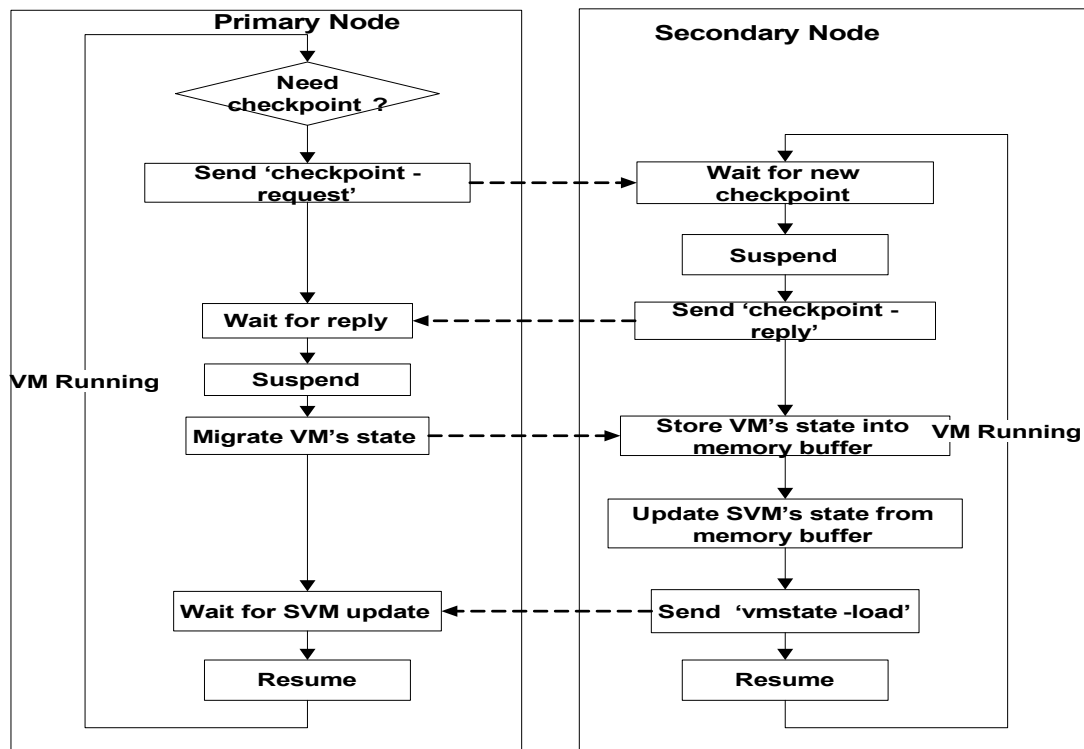 Primary Node
Need
checkpoint ?
Send ‘checkpoint -
request’
Wait for reply
Suspend
VM Running
Migrate VM’s state
Wait for SVM update
Resume
Secondary Node
Wait for new
checkpoint
Suspend
Send ‘checkpoint -
reply’
Store VM’s state into
memory buffer
VM Running
Update SVM’s state from
memory buffer
Send ‘vmstate -load’
Resume